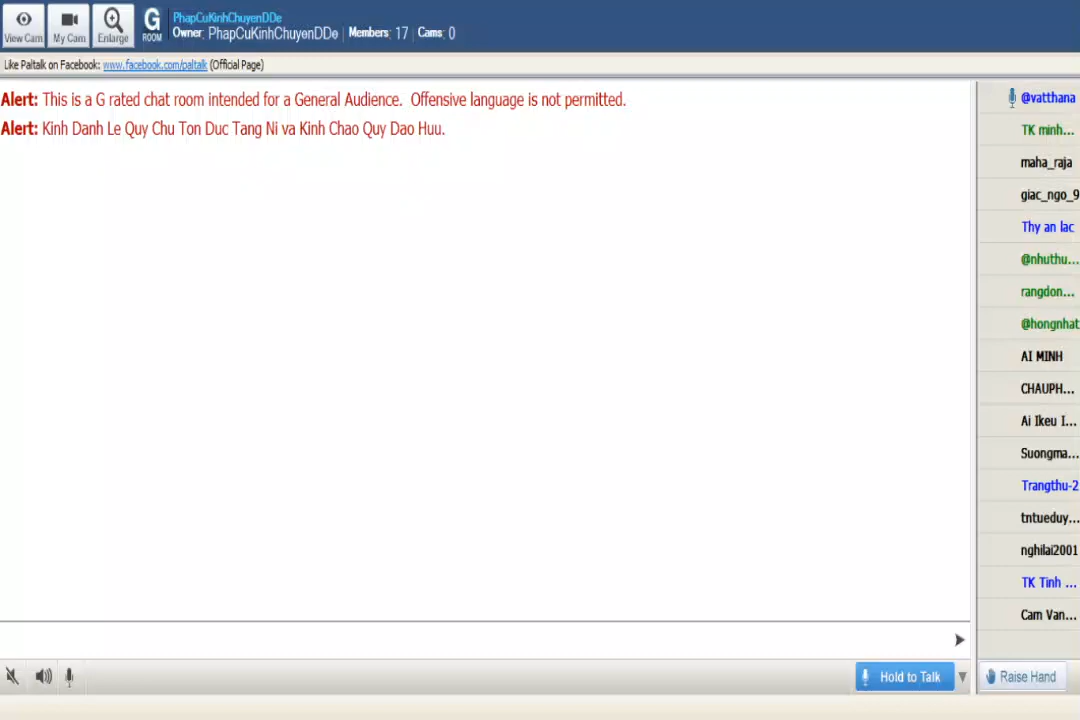 View Cam
My Cam
Enlarge
G
ROOM
PhapCuKinhChuyenDDe
Owner: PhapCuKinhChuyenDDe | Members: 17 | Cams: 0
Like Paltalk on Facebook: www.facebook.com/paltalk (Official Page)
Alert: This is a G rated chat room intended for a General Audience. Offensive language is not permitted.
Alert: Kinh Danh Le Quy Chu Ton Duc Tang Ni va Kinh Chao Quy Dao Huu.
@vatthana
TK minh...
maha_raja
giac_ngo_9
Thy an lac
@nhuthu...
rangdon...
@hongnhat
AI MINH
CHAUPH...
Ai Ikeu I...
Suongma...
Trangthu-2
tntueduy...
nghilai2001
TK Tinh ...
Cam Van...
Hold to Talk
Raise Hand